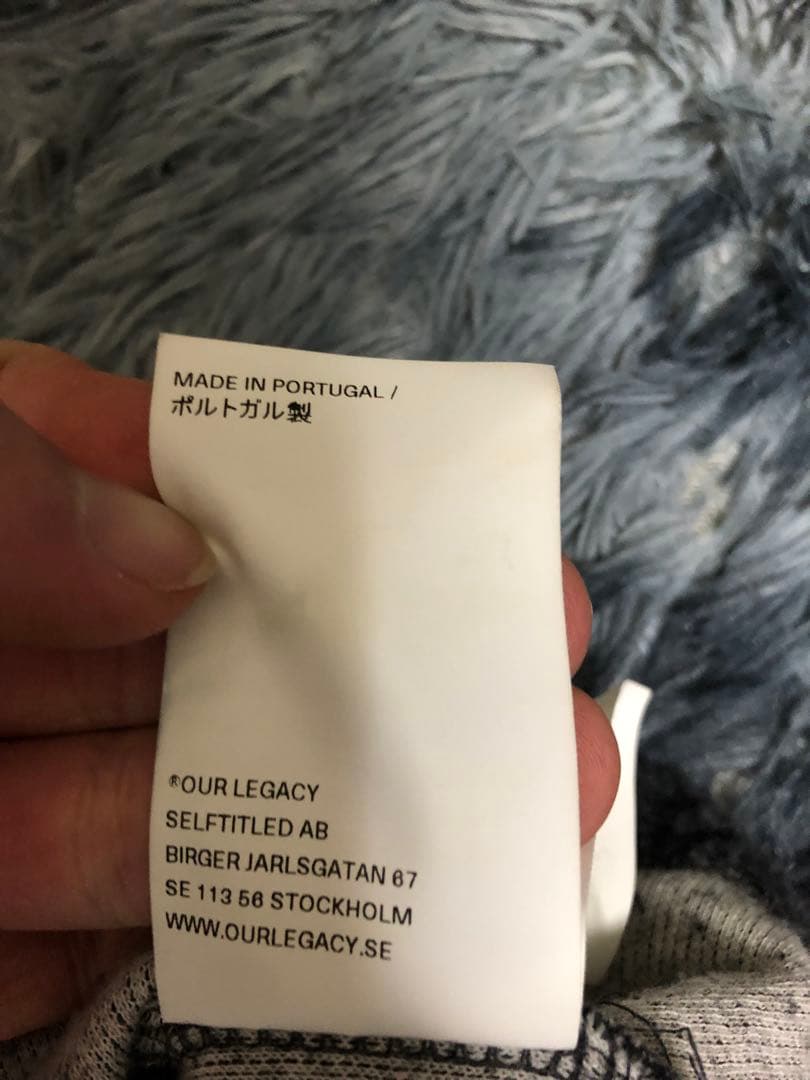 MADE IN PORTUGAL /
ポルトガル製
®OUR LEGACY
SELFTITLED AB
BIRGER JARLSGATAN 67
SE 113 56 STOCKHOLM
WWW.OURLEGACY.SE